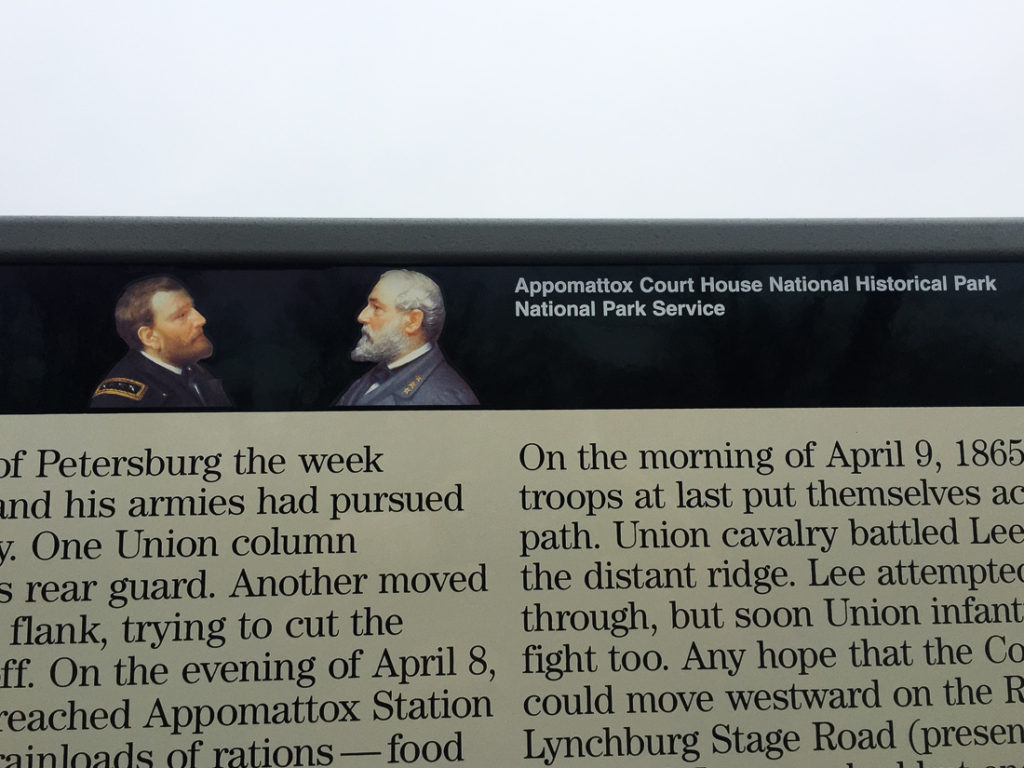 Appomattox Court House National Historical Park
National Park Service
of Petersburg the week
and his armies had pursued
y. One Union column
s rear guard. Another moved
flank, trying to cut the
ff. On the evening of April 8,
reached Appomattox Station
rainloads of rations — food
On the morning of April 9, 1865
troops at last put themselves ac
path. Union cavalry battled Lee
the distant ridge. Lee attempted
through, but soon Union infant
fight too. Any hope that the Co
could move westward on the R
Lynchburg Stage Road (presen